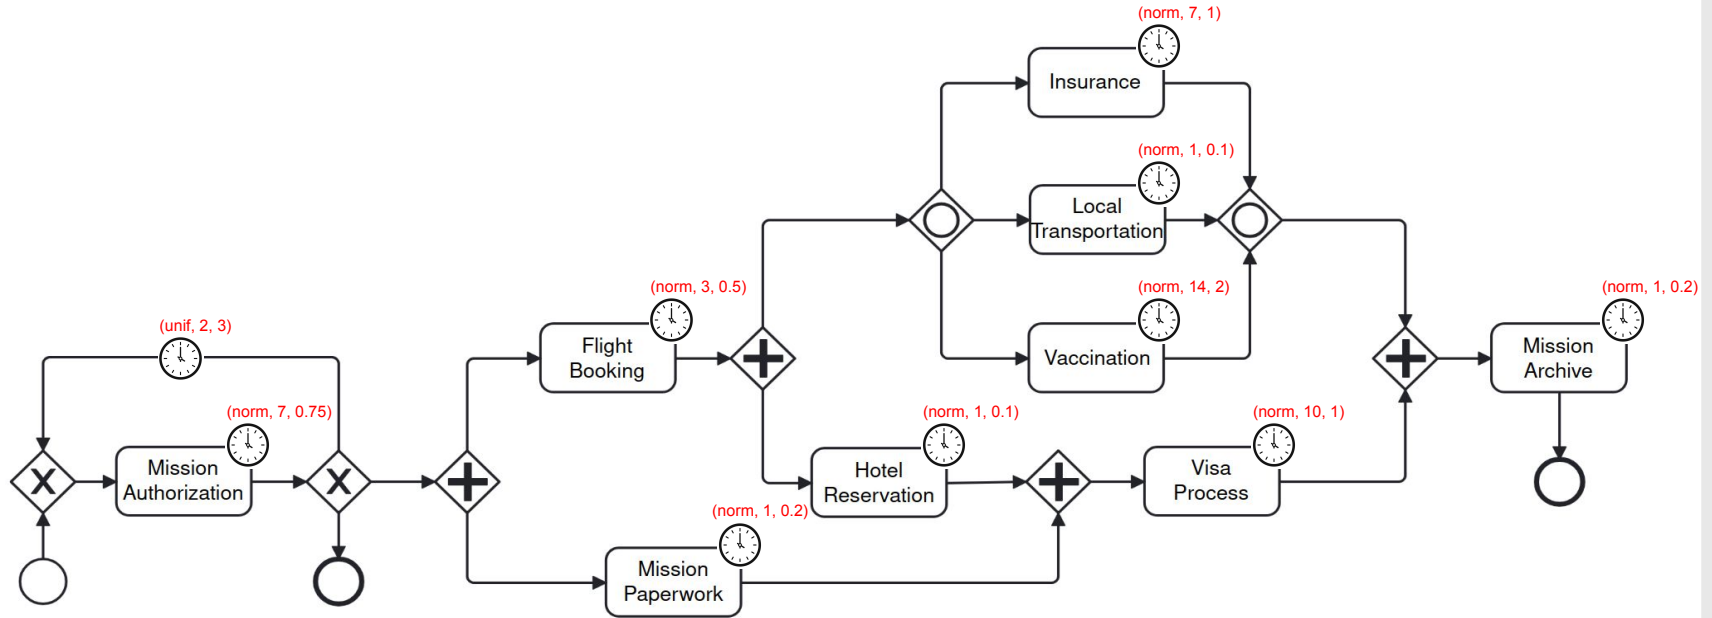 (norm, 7, 1)
Insurance
(norm, 1, 0.1)
Local
Transportation
(norm, 14, 2)
Vaccination
(norm, 3, 0.5)
Flight
Booking
(norm, 1, 0.2)
Mission
Archive
(unif, 2, 3)
(norm, 7, 0.75)
Mission
Authorization
X
X
(norm, 1, 0.1)
Hotel
Reservation
(norm, 10, 1)
Visa
Process
(norm, 1, 0.2)
Mission
Paperwork